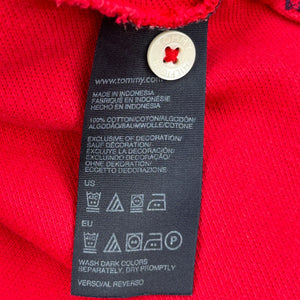 www.tommy.com
MADE IN INDONESIA
FABRIQUÉ EN INDONÉSIE
HECHO EN INDONESIA
100% COTTON/COTON/ALGODÓN/
ALGODÃO/BAUMWOLLE/COTONE
EXCLUSIVE OF DECORATION
SAUF DÉCORATION
EXCLUYE LA DECORACIÓN/
EXCLUINDO DECORAÇÃO
OHNE DEKORATION
ECCETTO DECORAZIONE
US
EU
WASH DARK COLORS
SEPARATELY, DRY PROMPTLY
VERSO/AL REVERSO